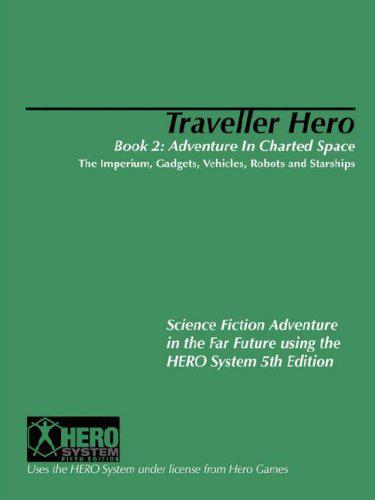 Traveller Hero
Book 2: Adventure In Charted Space
The Imperium, Gadgets, Vehicles, Robots and Starships
Science Fiction Adventure
in the Far Future using the
HERO System 5th Edition
HERO
SYSTEM
FIFTH EDITION
Uses the HERO System under license from Hero Games